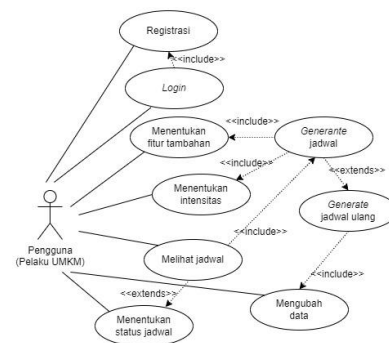 Registrasi
<<include>>
Login
<<include>>
Menentukan
fitur tambahan
Generante
jadwal
<<include>>
Menentukan
intensitas
<<extends>>
Generate
jadwal ulang
Pengguna
(Pelaku UMKM)
Melihat jadwal
<<include>>
<<include>>
<<extends>>
Menentukan
status jadwal
Mengubah
data